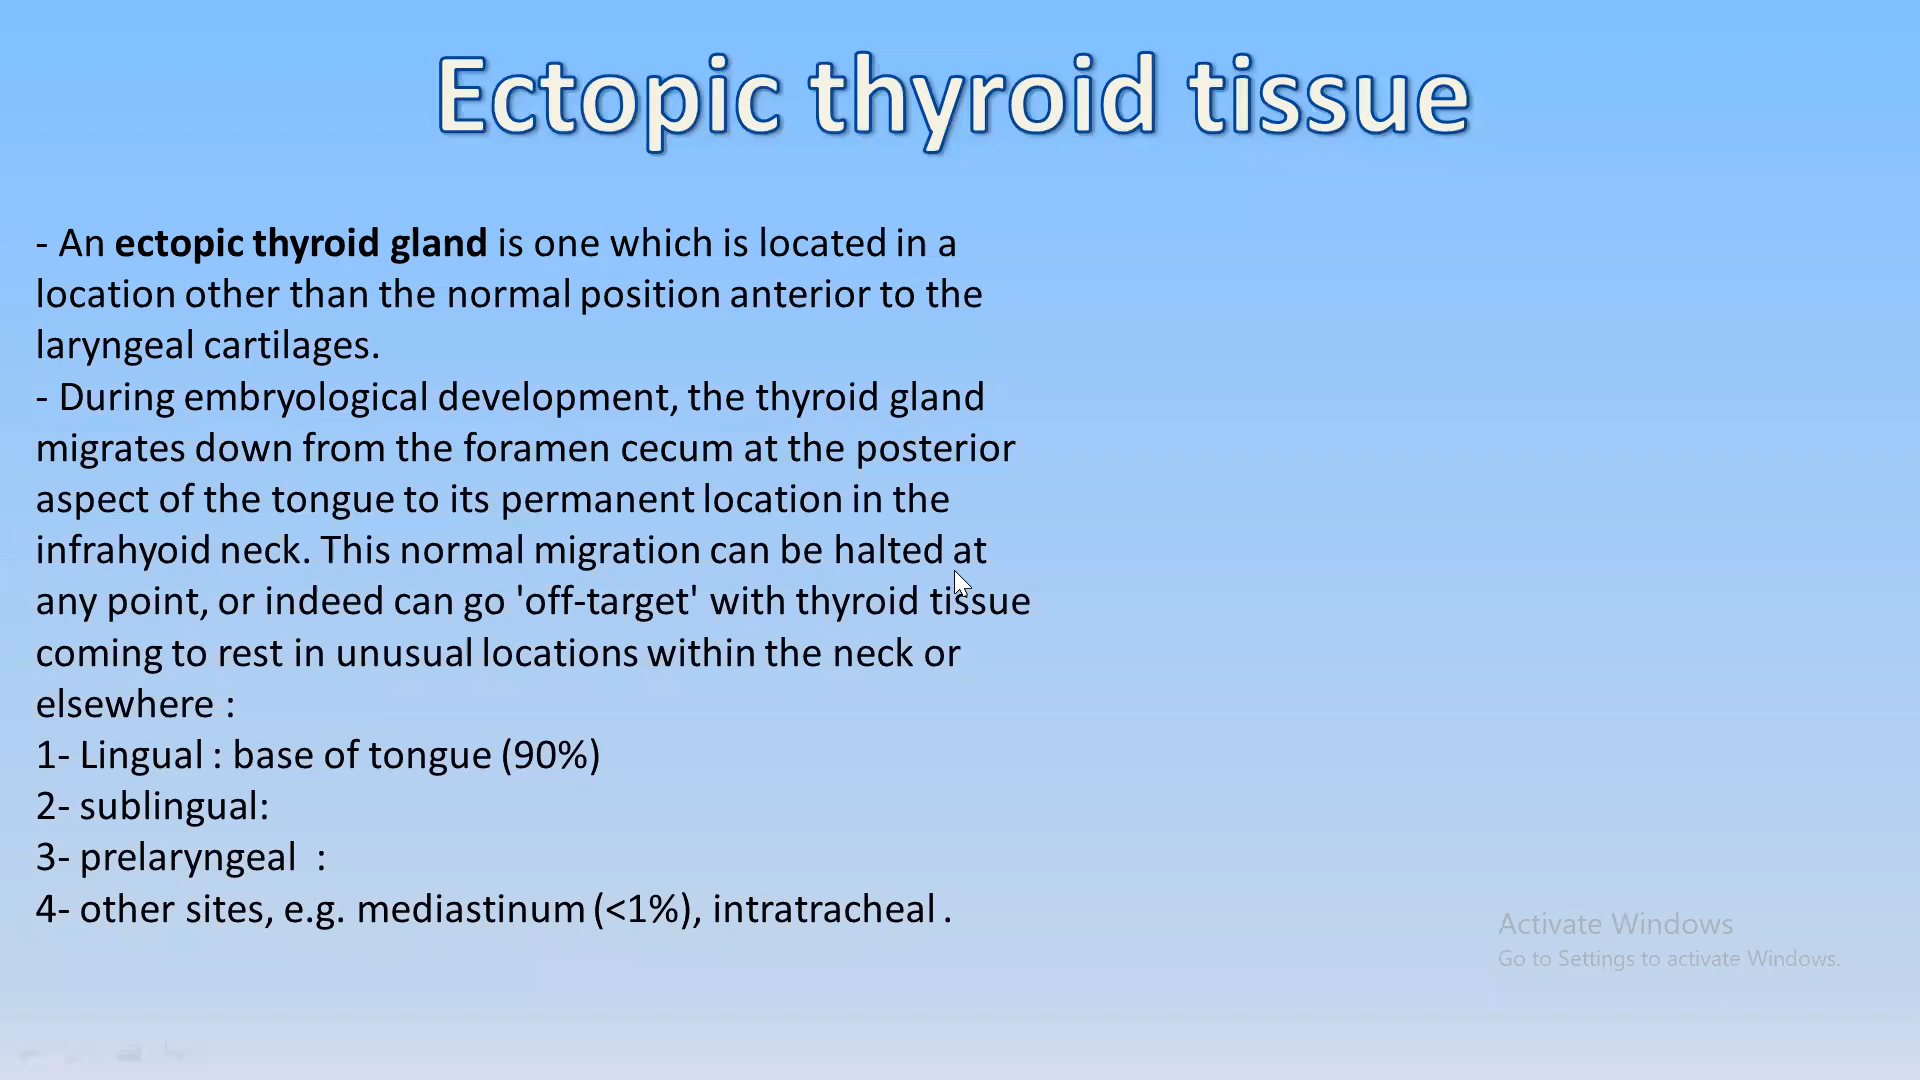 Ectopic thyroid tissue
- An ectopic thyroid gland is one which is located in a
location other than the normal position anterior to the
laryngeal cartilages.
- During embryological development, the thyroid gland
migrates down from the foramen cecum at the posterior
aspect of the tongue to its permanent location in the
infrahyoid neck. This normal migration can be halted at
any point, or indeed can go 'off-target' with thyroid tissue
coming to rest in unusual locations within the neck or
elsewhere :
1- Lingual : base of tongue (90%)
2- sublingual:
3- prelaryngeal  :
4- other sites, e.g. mediastinum (<1%), intratracheal .
Activate Windows
Go to Settings to activate Windows.